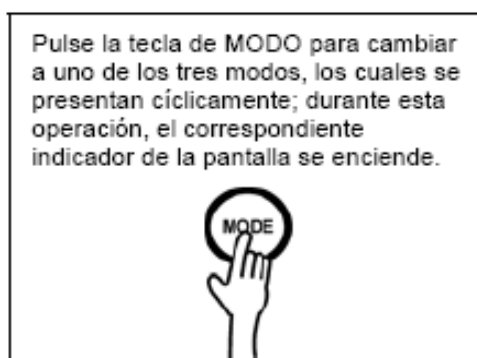 Pulse la tecla de MODO para cambiar
a uno de los tres modos, los cuales se
presentan cíclicamente; durante esta
operación, el correspondiente
indicador de la pantalla se enciende.
MODE